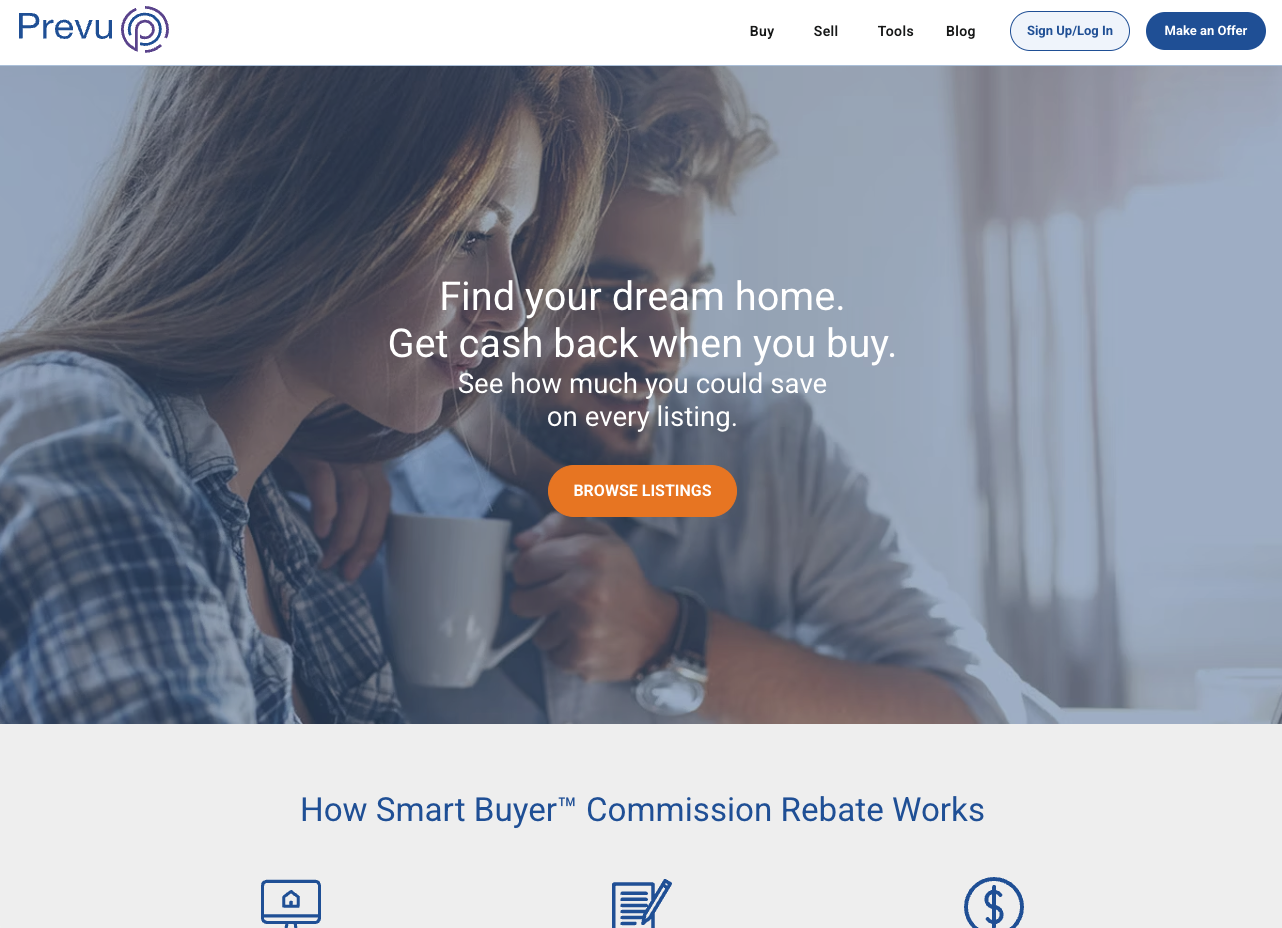 Prevu
Buy
Sell
Tools
Blog
Sign Up/Log In
Make an Offer
Find your dream home.
Get cash back when you buy.
See how much you could save
on every listing.
BROWSE LISTINGS
How Smart Buyer™ Commission Rebate Works